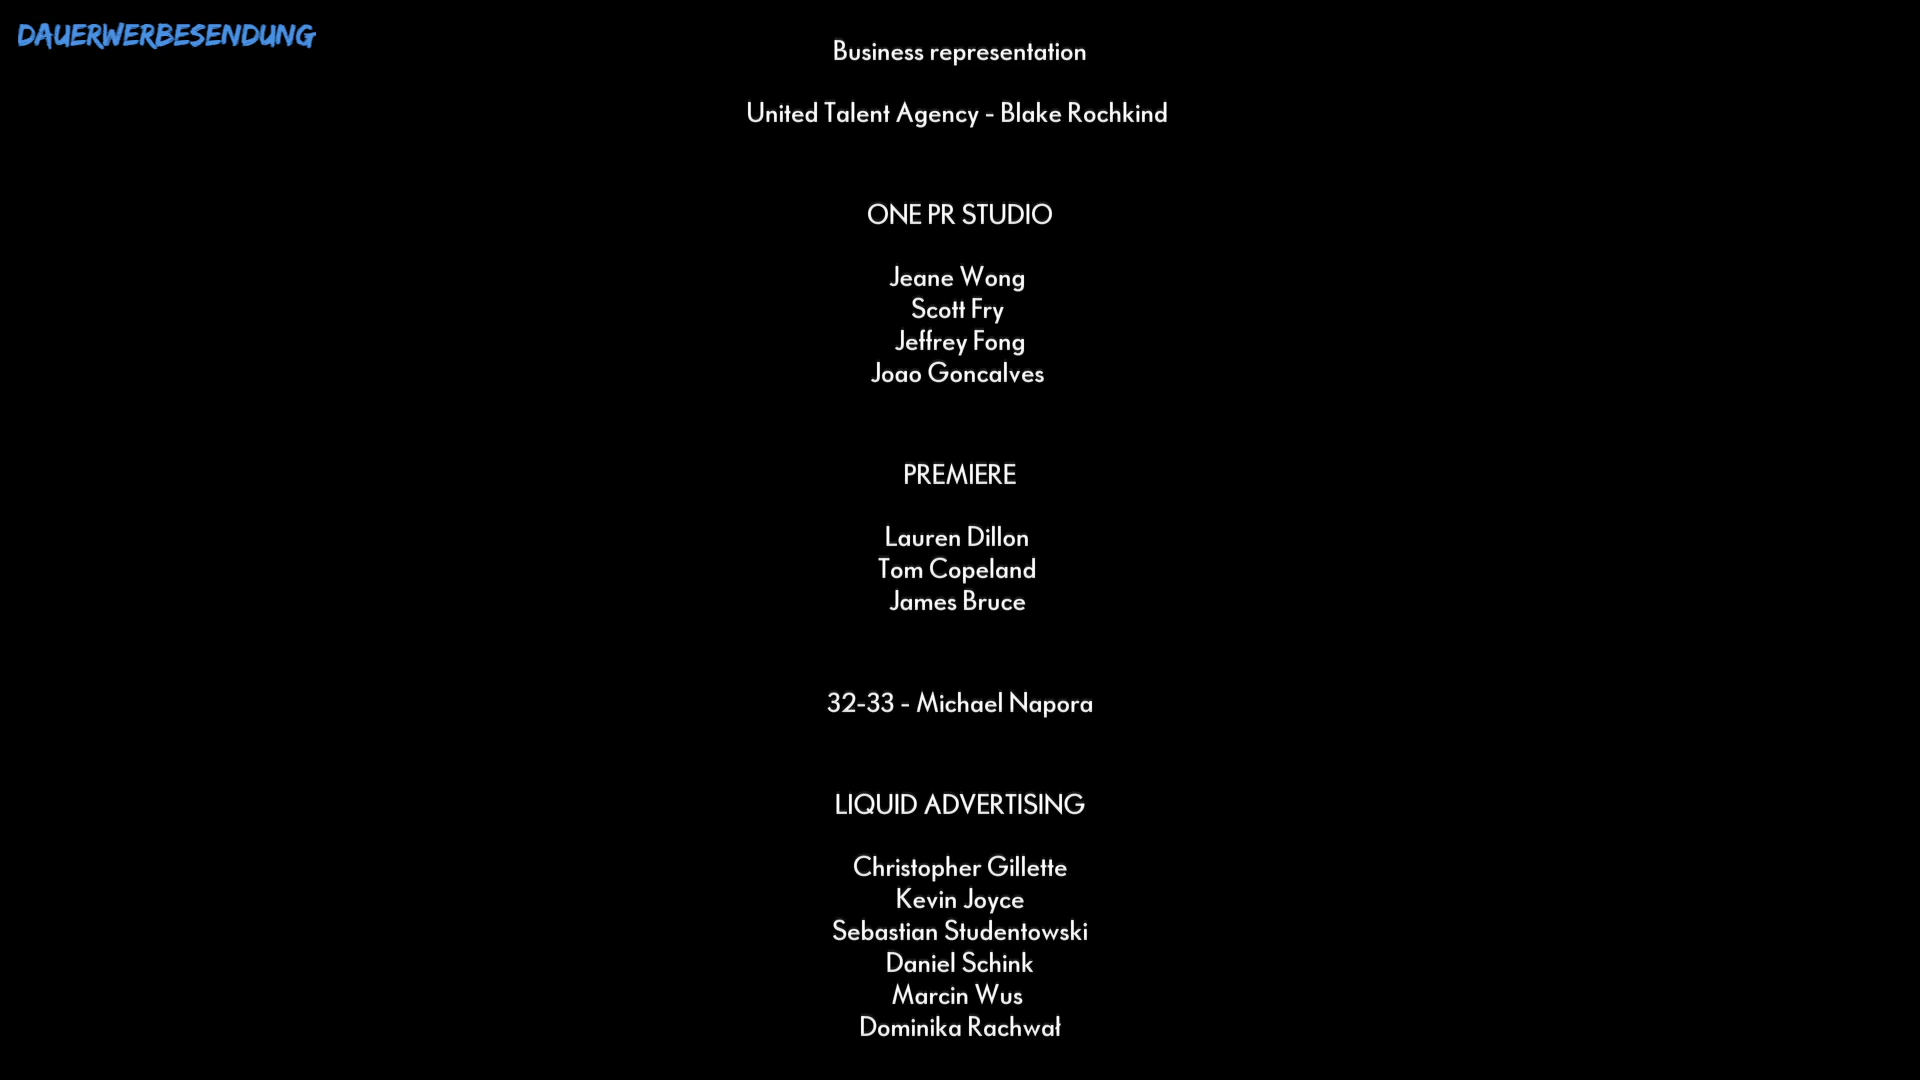 DAUERWERBESENDUNG
Business representation
United Talent Agency - Blake Rochkind
ONE PR STUDIO
Jeane Wong
Scott Fry
Jeffrey Fong
Joao Goncalves
PREMIERE
Lauren Dillon
Tom Copeland
James Bruce
32-33 - Michael Napora
LIQUID ADVERTISING
Christopher Gillette
Kevin Joyce
Sebastian Studentowski
Daniel Schink
Marcin Wus
Dominika Rachwał